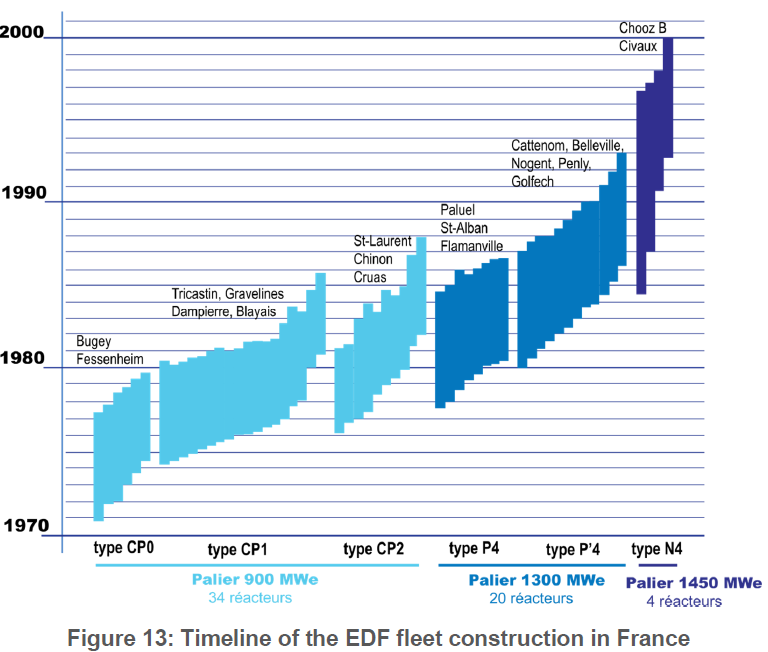 2000
Chooz B
Civaux
Cattenom, Belleville,
Nogent, Penly,
Golfech
1990
Paluel
St-Alban
Flamanville
St-Laurent
Chinon
Cruas
Tricastin, Gravelines
Dampierre, Blayais
Bugey
Fessenheim
1980
1970
type CP0
type CP1
type CP2
type P4
type P'4
type N4
Palier 900 MWe
34 réacteurs
Palier 1300 MWe
20 réacteurs
Palier 1450 MWe
4 réacteurs
Figure 13: Timeline of the EDF fleet construction in France